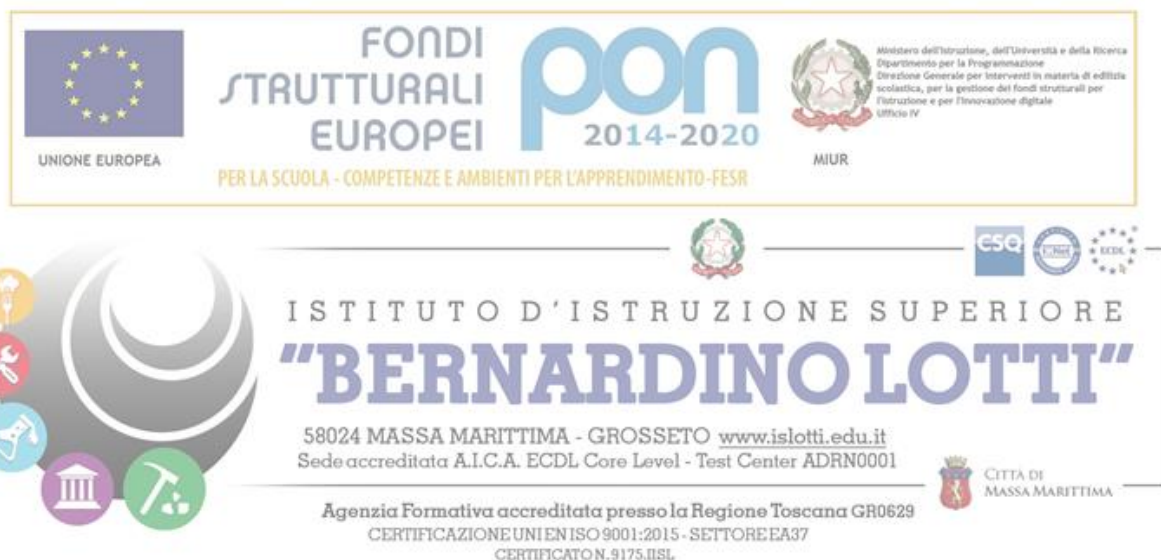 FONDI
STRUTTURALI
EUROPEI
pon
2014-2020
UNIONE EUROPEA
PER LA SCUOLA - COMPETENZE E AMBIENTI PER L'APPRENDIMENTO-FESR
Ministero dell'Istruzione, dell'Università e della Ricerca
Dipartimento per la Programmazione
Direzione Generale per interventi in materia di edilizia
scolastica, per la gestione dei fondi strutturali per
l'istruzione e per l'innovazione digitale
Ufficio IV
MIUR
CSQ
ECDL
ISTITUTO D'ISTRUZIONE SUPERIORE
"BERNARDINO LOTTI"
58024 MASSA MARITTIMA - GROSSETO www.islotti.edu.it
Sede accreditata A.I.C.A. ECDL Core Level - Test Center ADRN0001
CITTÀ DI
MASSA MARITTIMA
Agenzia Formativa accreditata presso la Regione Toscana GR0629
CERTIFICAZIONE UNI EN ISO 9001:2015 - SETTORE EA37
CERTIFICATO N. 9175.IISL